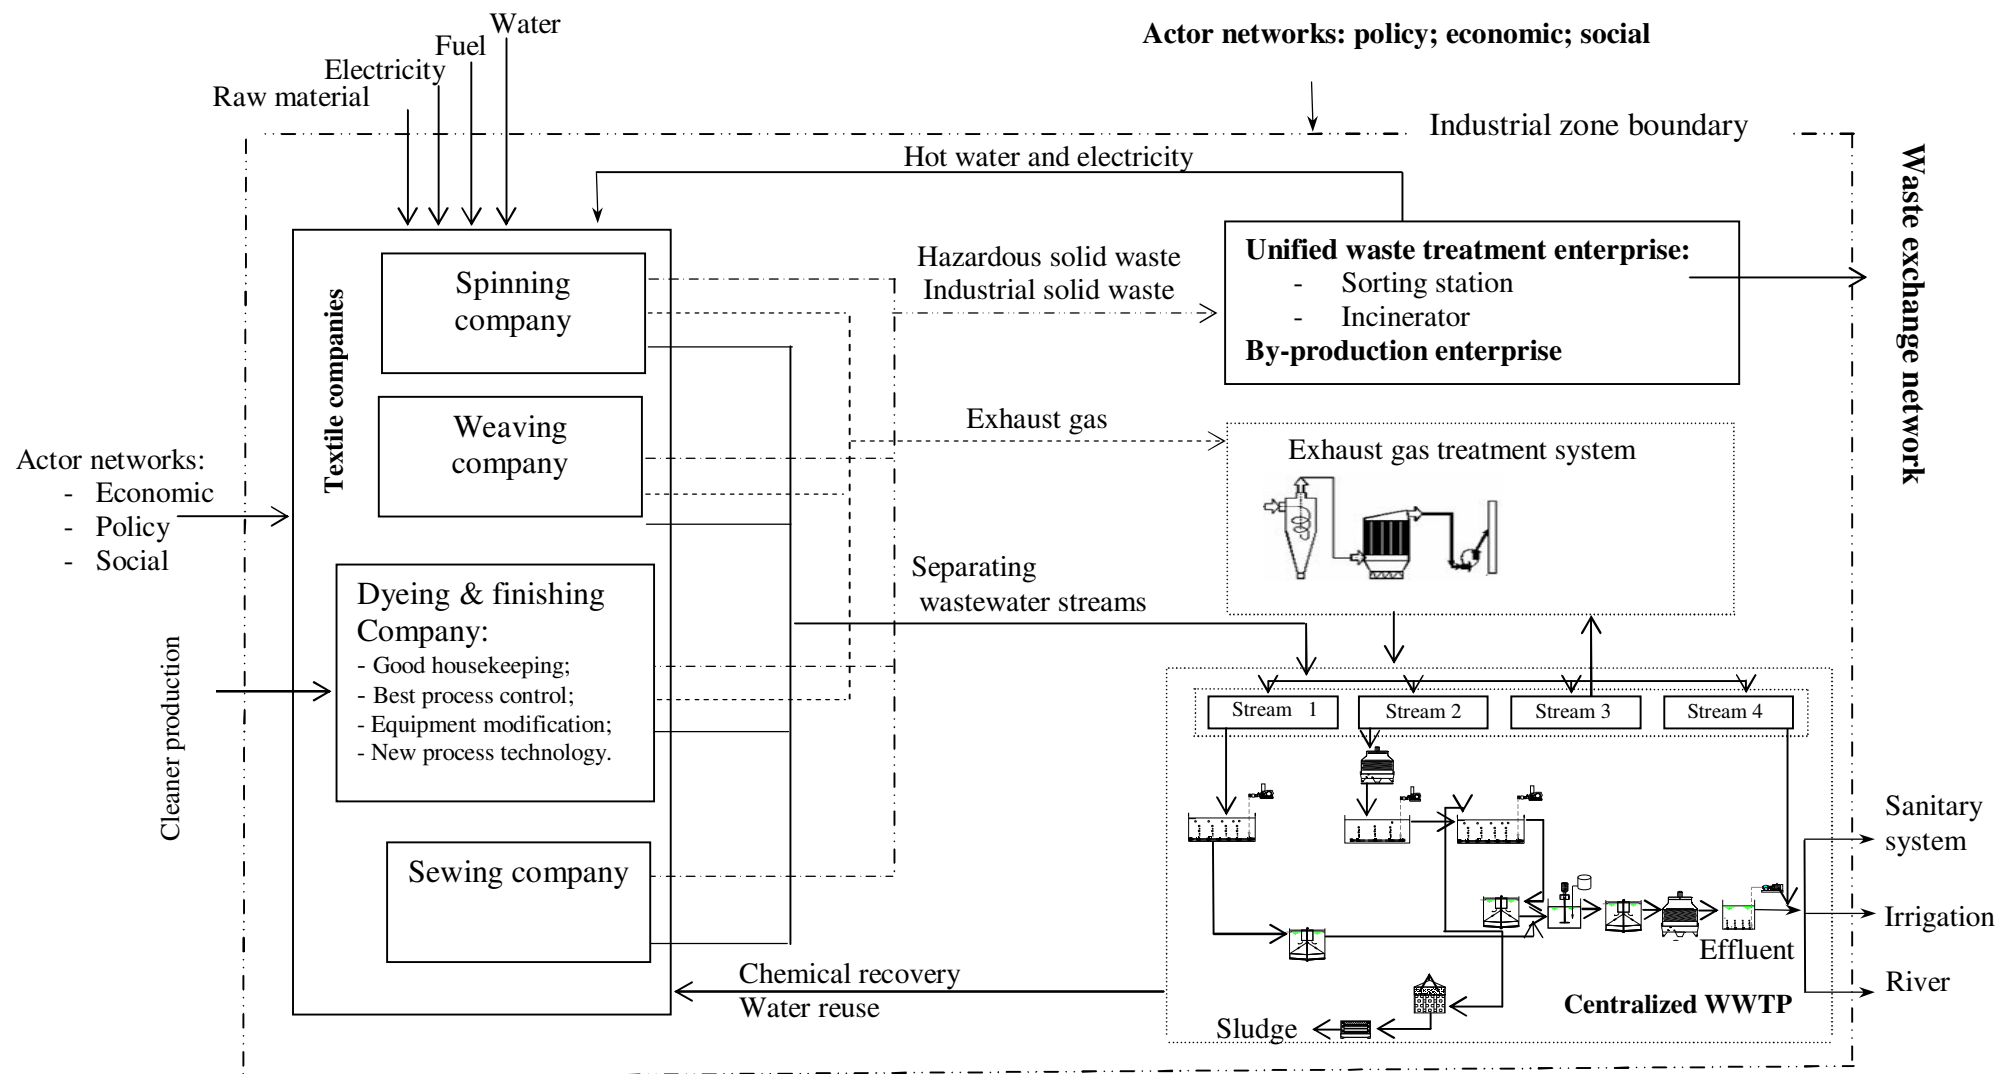 Water
Fuel
Electricity
Raw material
Actor networks: policy; economic; social
Industrial zone boundary
Hot water and electricity
Waste exchange network
Textile companies
Spinning
company
Hazardous solid waste
Industrial solid waste
Unified waste treatment enterprise:
- Sorting station
- Incinerator
By-production enterprise
Weaving
company
Exhaust gas
Exhaust gas treatment system
Actor networks:
- Economic
- Policy
- Social
Dyeing & finishing
Company:
- Good housekeeping;
- Best process control;
- Equipment modification;
- New process technology.
Cleaner production
Separating
wastewater streams
Stream 1
Stream 2
Stream 3
Stream 4
Sewing company
Sanitary
system
Irrigation
River
Effluent
Centralized WWTP
Chemical recovery
Water reuse
Sludge